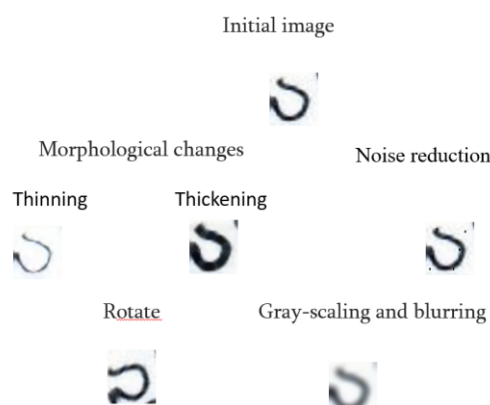 Initial image
Morphological changes
Noise reduction
Thinning
Thickening
Rotate
Gray-scaling and blurring